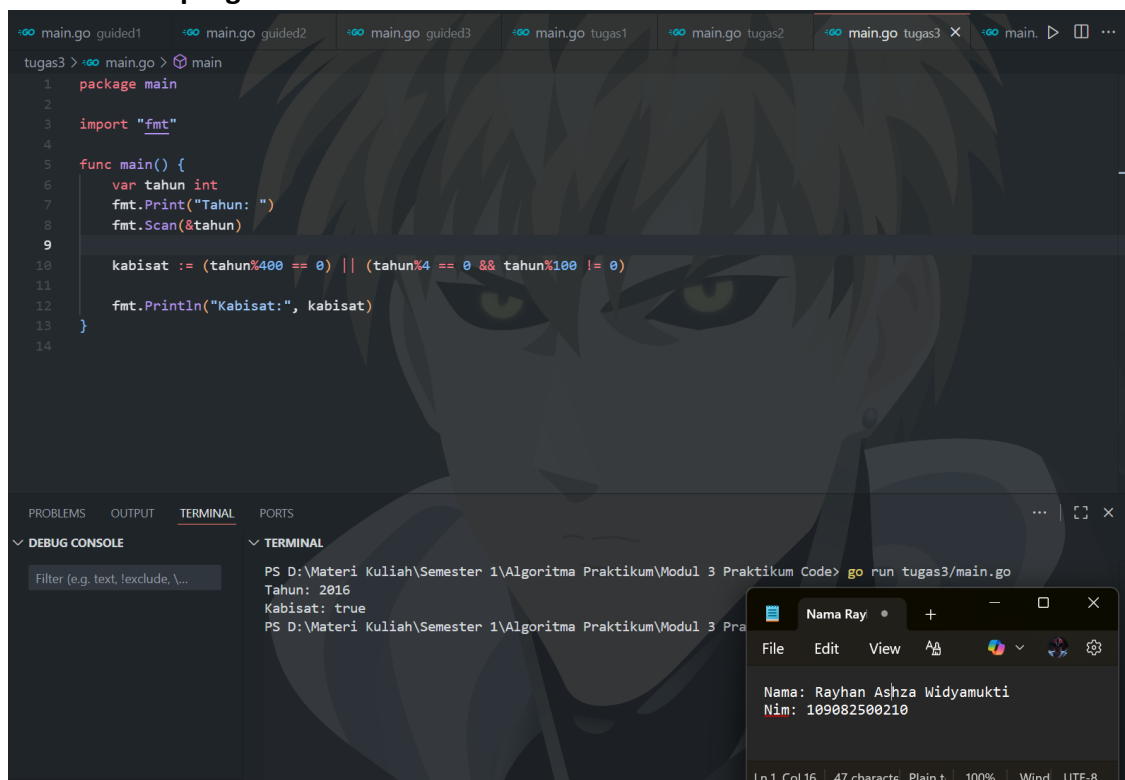 main.go guided1 main.go guided2 main.go guided3 main.go tugas1 main.go tugas2 main.go tugas3 main.
tugas3 > main.go > main
1 package main
2
3 import "fmt"
4
5 func main() {
6 var tahun int
7 fmt.Print("Tahun: ")
8 fmt.Scan(&tahun)
9
10 kabisat := (tahun%400 == 0) || (tahun%4 == 0 && tahun%100 != 0)
11
12 fmt.Println("Kabisat:", kabisat)
13 }
14
PROBLEMS OUTPUT TERMINAL PORTS
DEBUG CONSOLE
Filter (e.g. text, !exclude, \...
TERMINAL
PS D:\Materi Kuliah\Semester 1\Algoritma Praktikum\Modul 3 Praktikum Code> go run tugas3/main.go
Tahun: 2016
Kabisat: true
PS D:\Materi Kuliah\Semester 1\Algoritma Praktikum\Modul 3 Pra
Nama Ray
File Edit View
Nama: Rayhan Ashza Widyamukti
Nim: 109082500210
Ln 1, Col 16 47 characte Plain t 100% Wind UTF-8